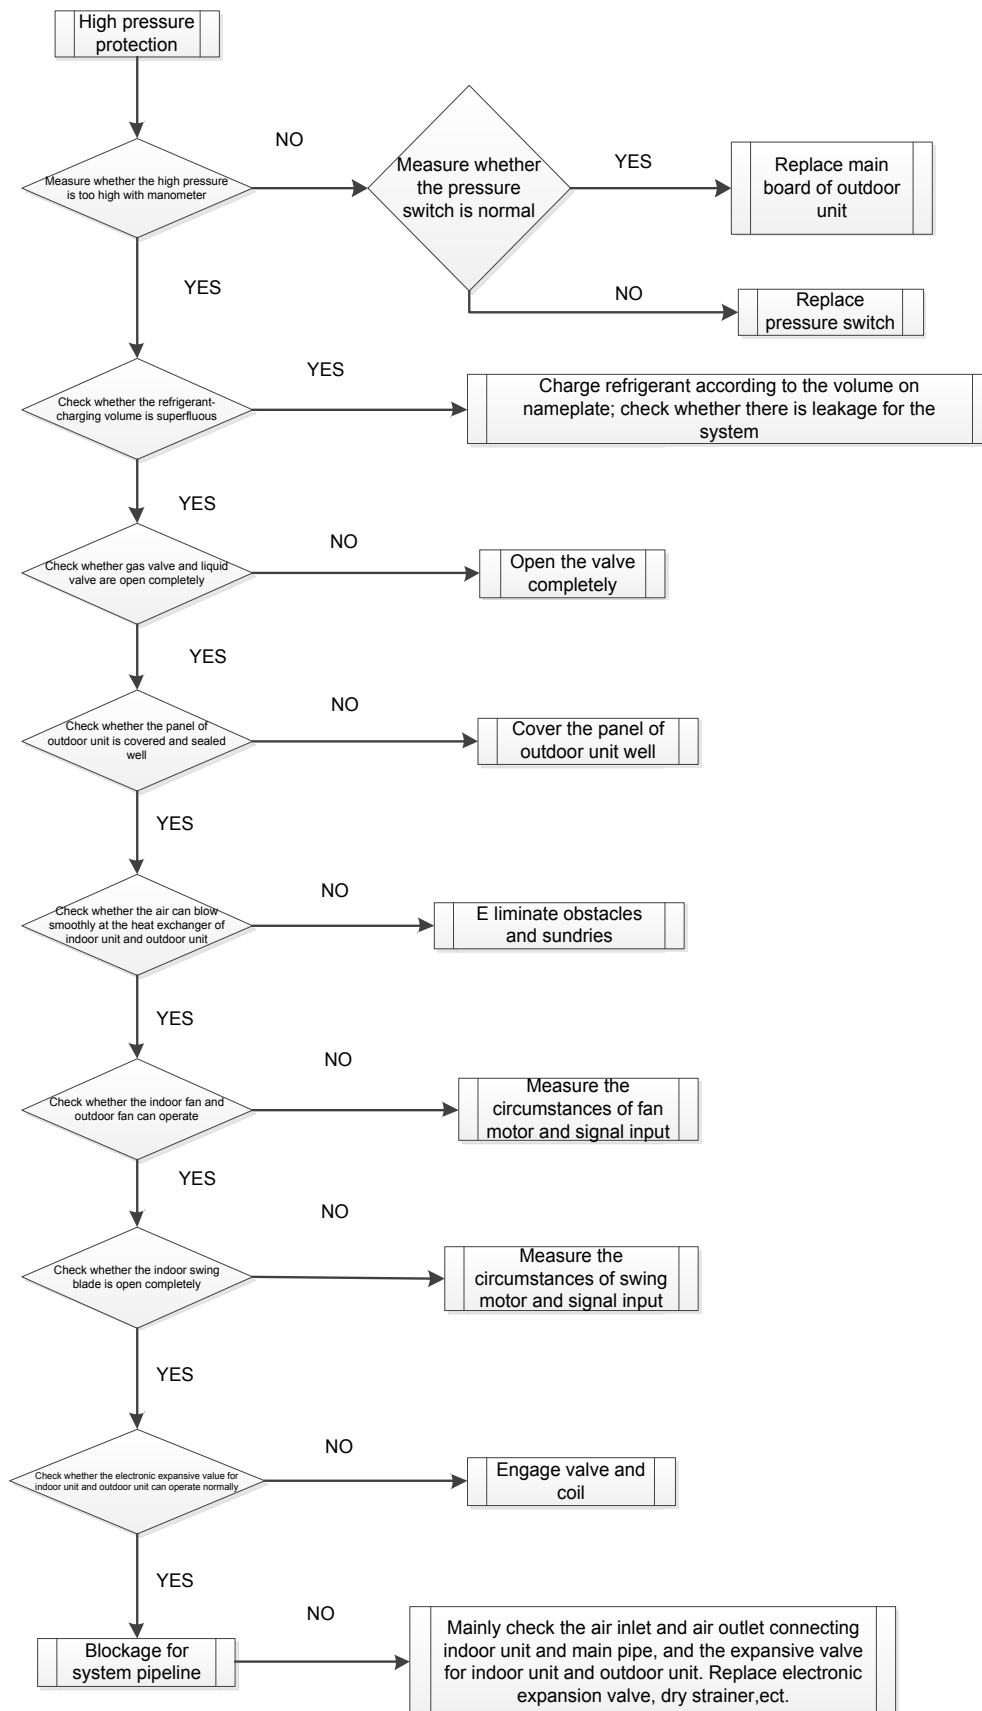 High pressure
protection
NO
Measure whether the high pressure
is too high with manometer
Measure whether
the pressure
switch is normal
YES
Replace main
board of outdoor
unit
YES
NO
Replace
pressure switch
Check whether the refrigerant-
charging volume is superfluous
YES
Charge refrigerant according to the volume on
nameplate; check whether there is leakage for the
system
YES
Check whether gas valve and liquid
valve are open completely
NO
Open the valve
completely
YES
Check whether the panel of
outdoor unit is covered and sealed
well
NO
Cover the panel of
outdoor unit well
YES
Check whether the air can blow
smoothly at the heat exchanger of
indoor unit and outdoor unit
NO
E liminate obstacles
and sundries
YES
Check whether the indoor fan and
outdoor fan can operate
NO
Measure the
circumstances of fan
motor and signal input
YES
Check whether the indoor swing
blade is open completely
NO
Measure the
circumstances of swing
motor and signal input
YES
Check whether the electronic expansive value for
indoor unit and outdoor unit can operate normally
NO
Engage valve and
coil
YES
Blockage for
system pipeline
NO
Mainly check the air inlet and air outlet connecting
indoor unit and main pipe, and the expansive valve
for indoor unit and outdoor unit. Replace electronic
expansion valve, dry strainer,ect.